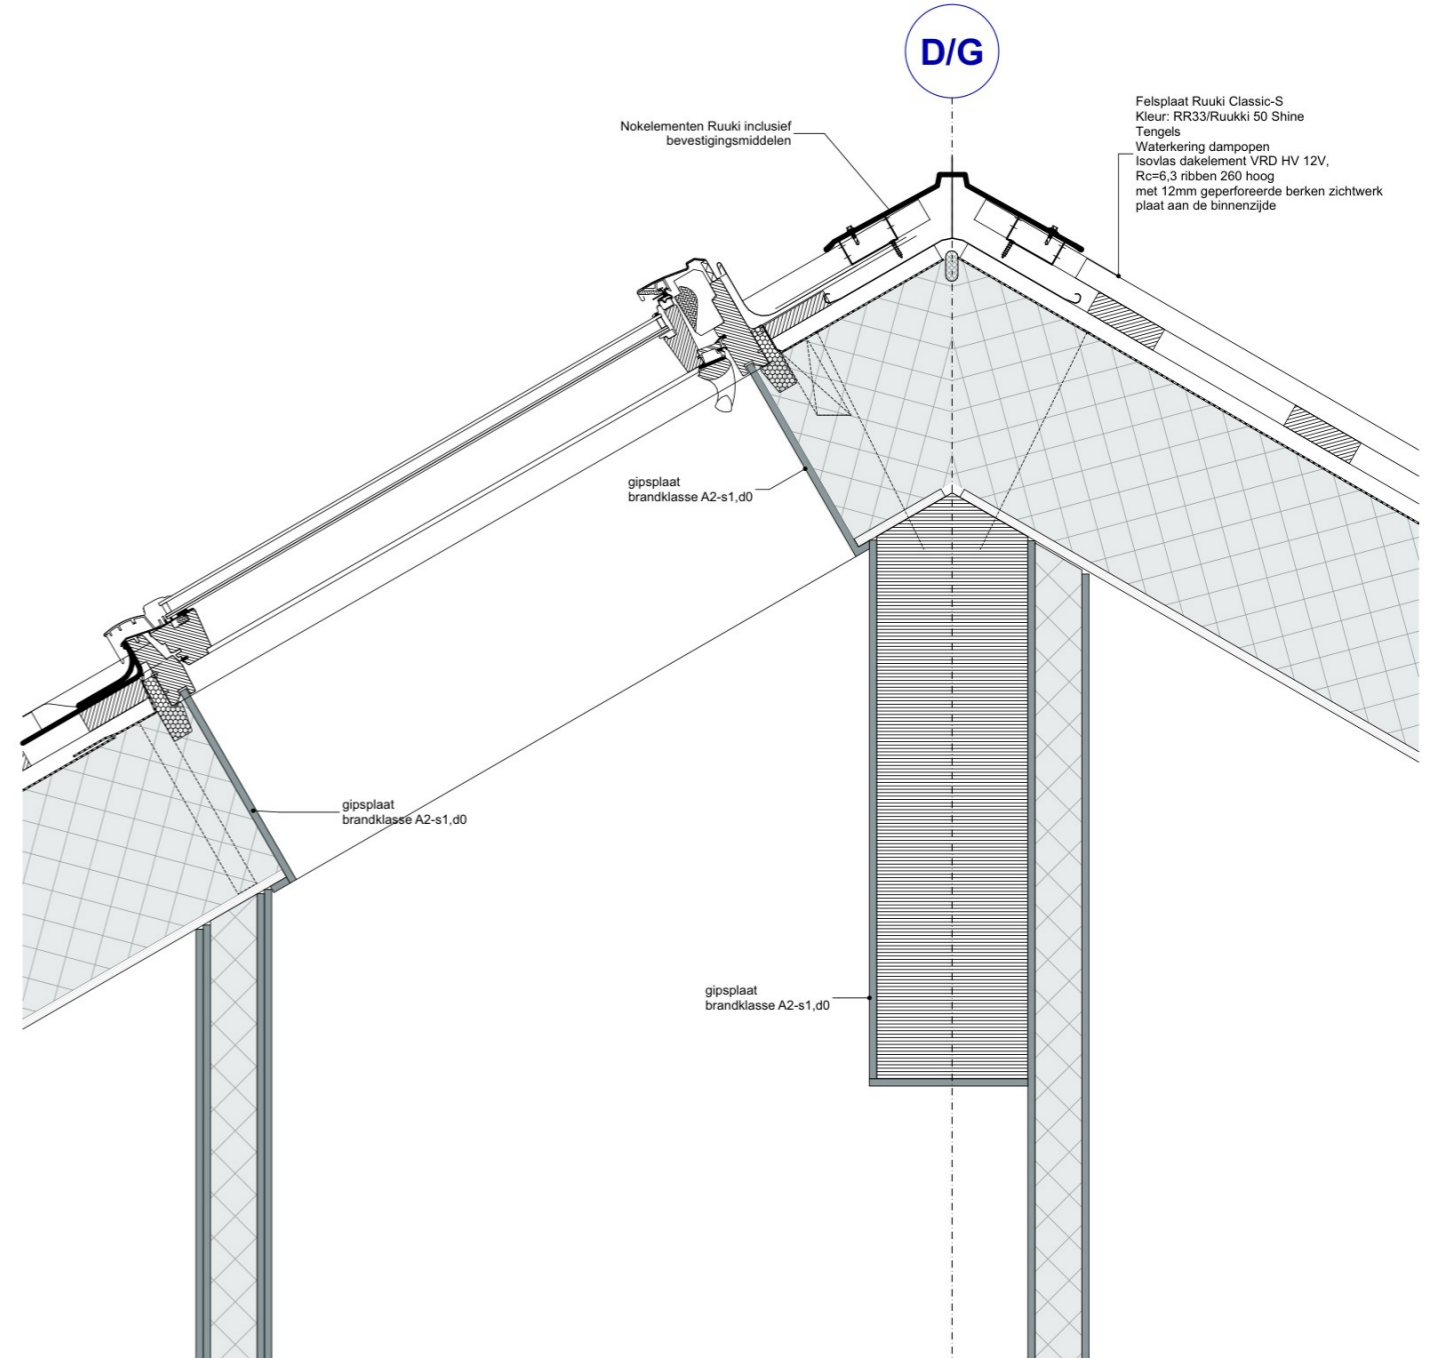 D/G
Nokelementen Ruuki inclusief
bevestigingsmiddelen
Felsplaat Ruuki Classic-S
Kleur: RR33/Ruukki 50 Shine
Tengels
Waterkering dampopen
Isovlas dakelement VRD HV 12V,
Rc=6,3 ribben 260 hoog
met 12mm geperforeerde berken zichtwerk
plaat aan de binnenzijde
gipsplaat
brandklasse A2-s1,d0
gipsplaat
brandklasse A2-s1,d0
gipsplaat
brandklasse A2-s1,d0